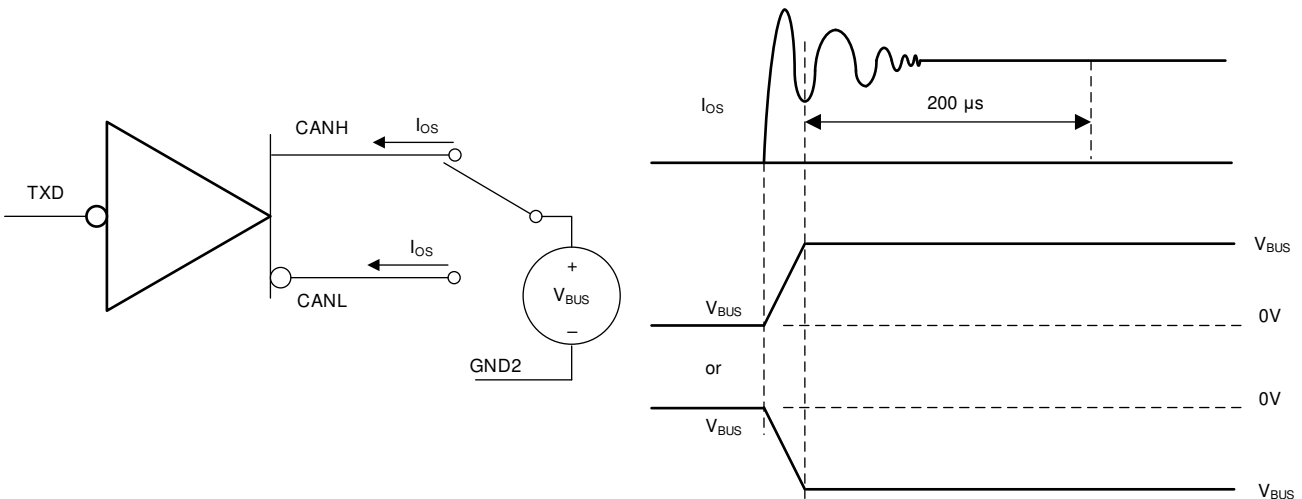 TXD
CANH
I_OS
I_OS
CANL
+
V_BUS
–
GND2
I_OS
200 µs
V_BUS
V_BUS
0V
or
0V
V_BUS
V_BUS